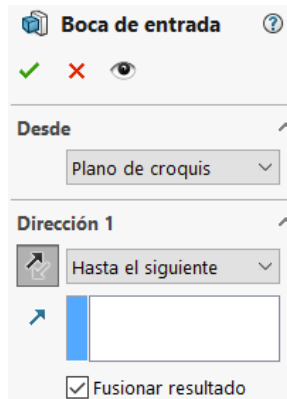 Boca de entrada
Desde
Plano de croquis
Dirección 1
Hasta el siguiente
Fusionar resultado